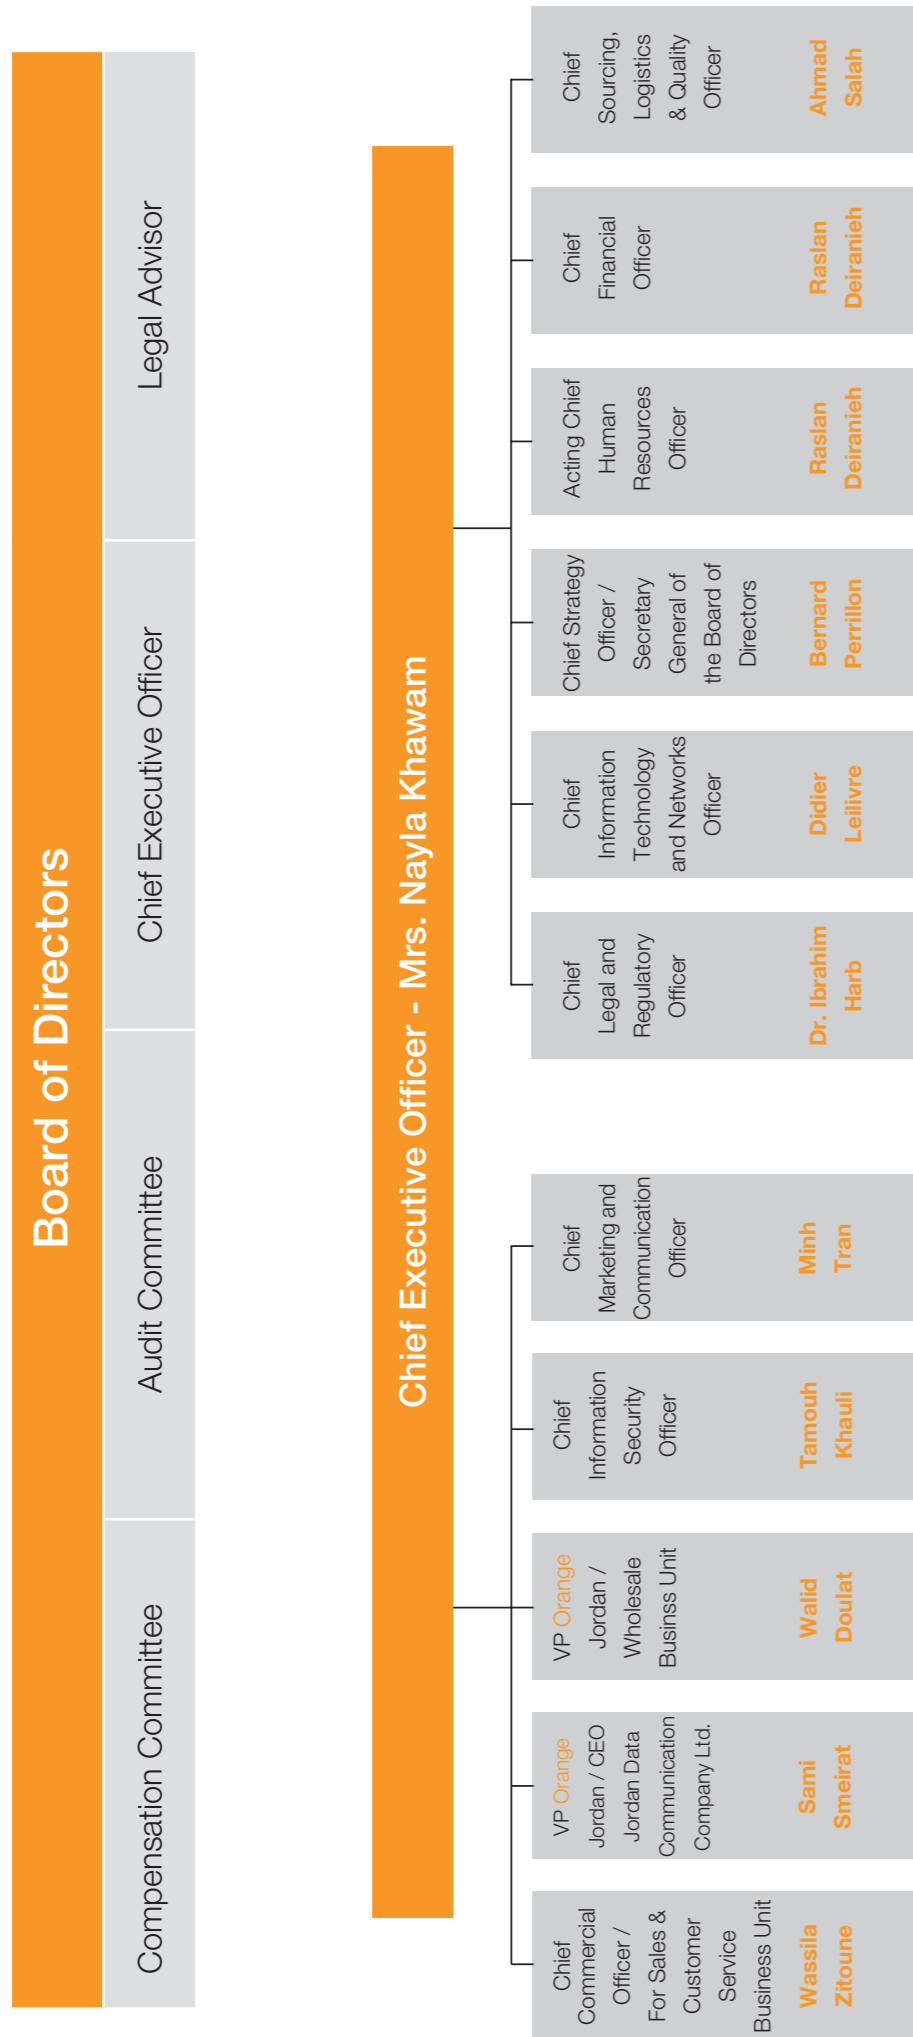 Board of Directors
Compensation Committee
Audit Committee
Chief Executive Officer
Legal Advisor
Chief Executive Officer - Mrs. Nayla Khawam
Chief
Commercial
Officer /
For Sales &
Customer
Service
Business Unit
Wassila
Zitoune
VP Orange
Jordan / CEO
Jordan Data
Communication
Company Ltd.
Sami
Smeirat
VP Orange
Jordan /
Wholesale
Businss Unit
Walid
Doulat
Chief
Information
Security
Officer
Tamouh
Khauli
Chief
Marketing and
Communication
Officer
Minh
Tran
Chief
Legal and
Regulatory
Officer
Dr. Ibrahim
Harb
Chief
Information
Technology
and Networks
Officer
Didier
Leilivre
Chief Strategy
Officer /
Secretary
General of
the Board of
Directors
Bernard
Perrillon
Acting Chief
Human
Resources
Officer
Raslan
Deiranieh
Chief
Financial
Officer
Raslan
Deiranieh
Chief
Sourcing,
Logistics
& Quality
Officer
Ahmad
Salah